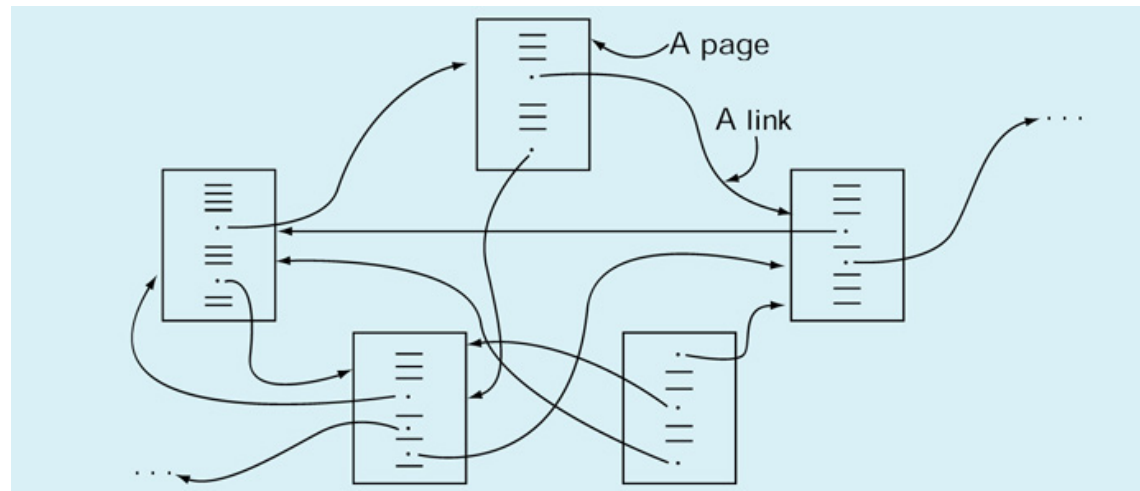 A page
A link
. . .
. . .